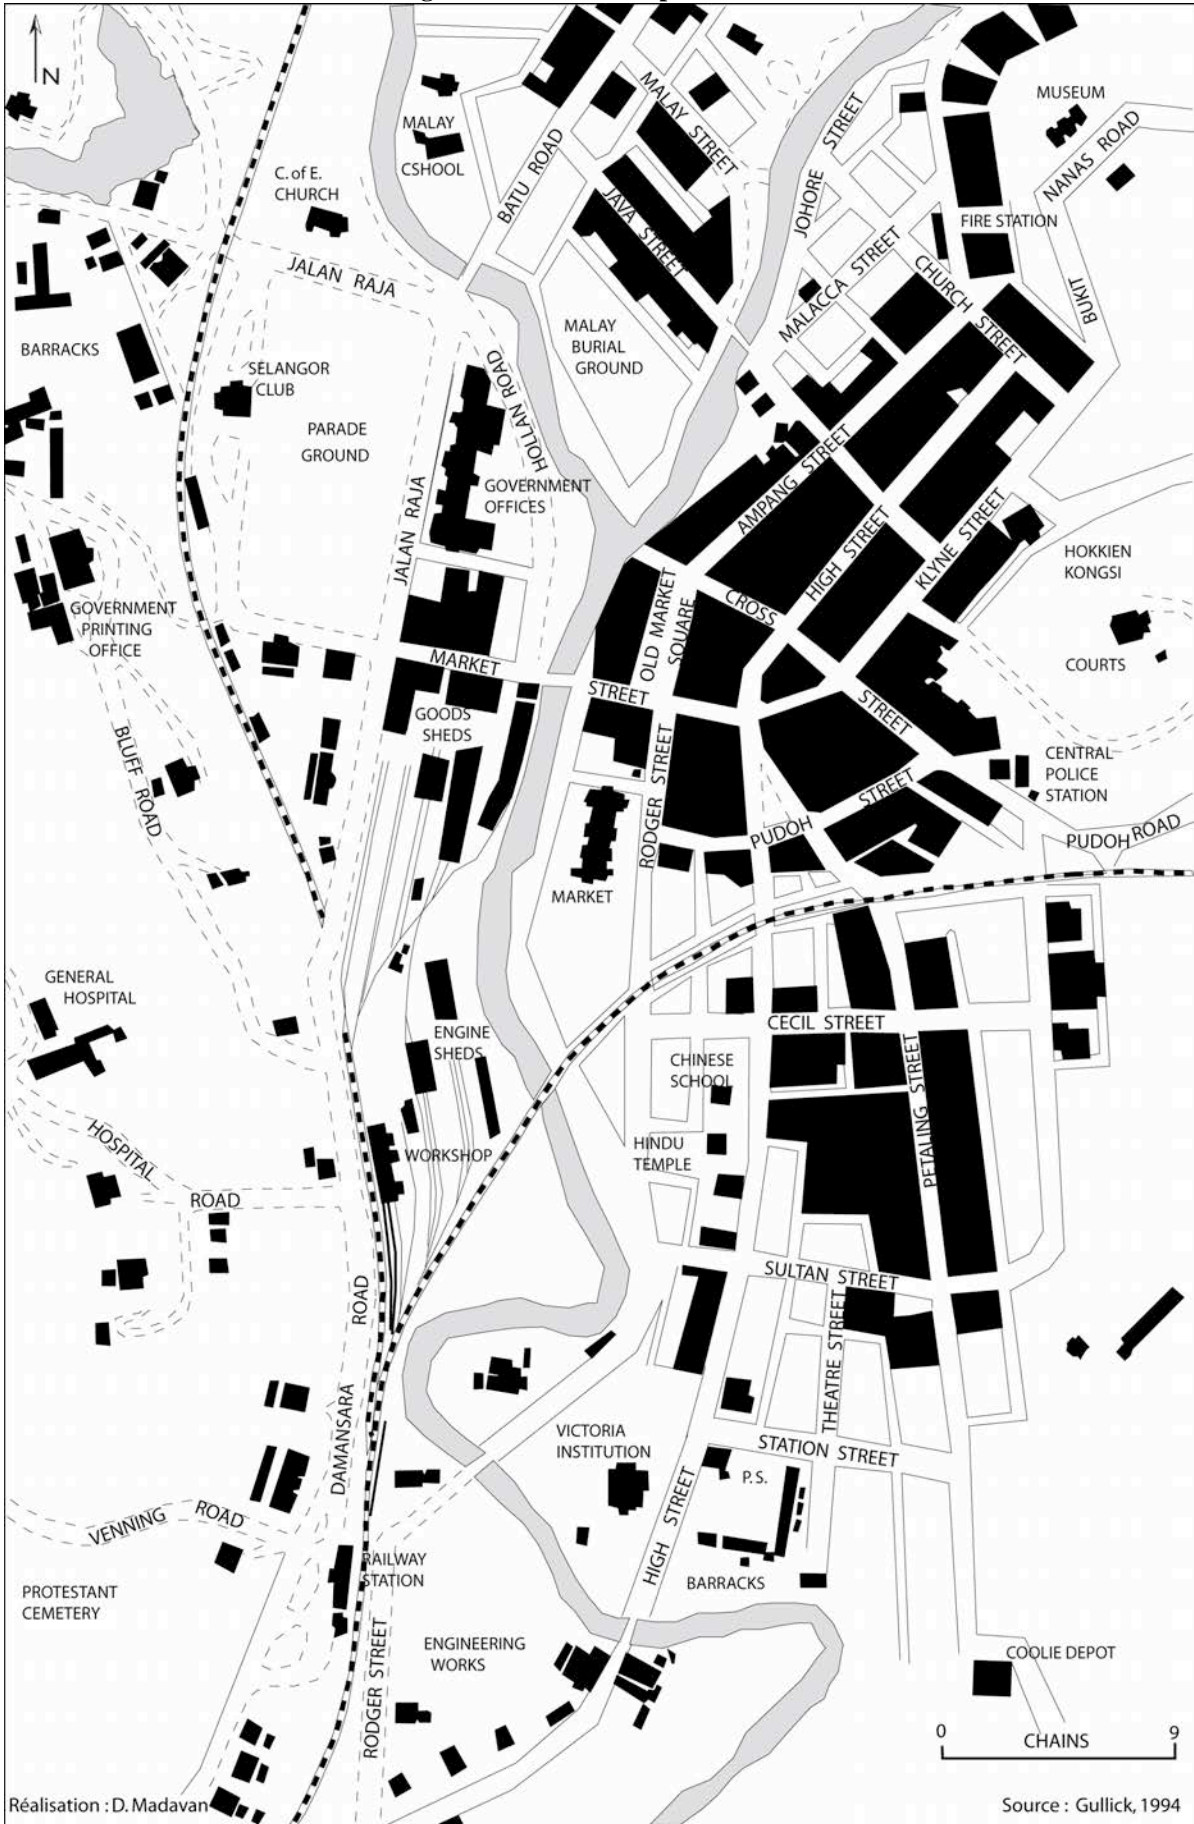 N
MUSEUM
MALAY STREET
MALAY
CSHOOL
JOHORE STREET
BATU ROAD
C. of E.
CHURCH
NANAS ROAD
BUKIT
JAVA STREET
FIRE STATION
JALAN RAJA
MALACCA STREET
CHURCH STREET
BARRACKS
MALAY
BURIAL
GROUND
SELANGOR
CLUB
HOLLAN ROAD
PARADE
GROUND
GOVERNMENT
OFFICES
JALAN RAJA
AMPANG STREET
HIGH STREET
KLYNE STREET
HOKKIEN
KONGSI
GOVERNMENT
PRINTING
OFFICE
OLD MARKET
SQUARE
CROSS
STREET
COURTS
MARKET
STREET
GOODS
SHEDS
BLUFF ROAD
RODGER STREET
CENTRAL
POLICE
STATION
PUDOH
STREET
PUDOH ROAD
MARKET
GENERAL
HOSPITAL
ENGINE
SHEDS
CECIL STREET
CHINESE
SCHOOL
PETALING STREET
HOSPITAL
ROAD
WORKSHOP
HINDU
TEMPLE
SULTAN STREET
THEATRE STREET
DAMANSARA
ROAD
VICTORIA
INSTITUTION
STATION STREET
P.S.
HIGH STREET
VENNING ROAD
RAILWAY
STATION
BARRACKS
PROTESTANT
CEMETERY
RODGER STREET
ENGINEERING
WORKS
COOLIE DEPOT
0 9
CHAINS
Réalisation : D. Madavan
Source : Gullick, 1994